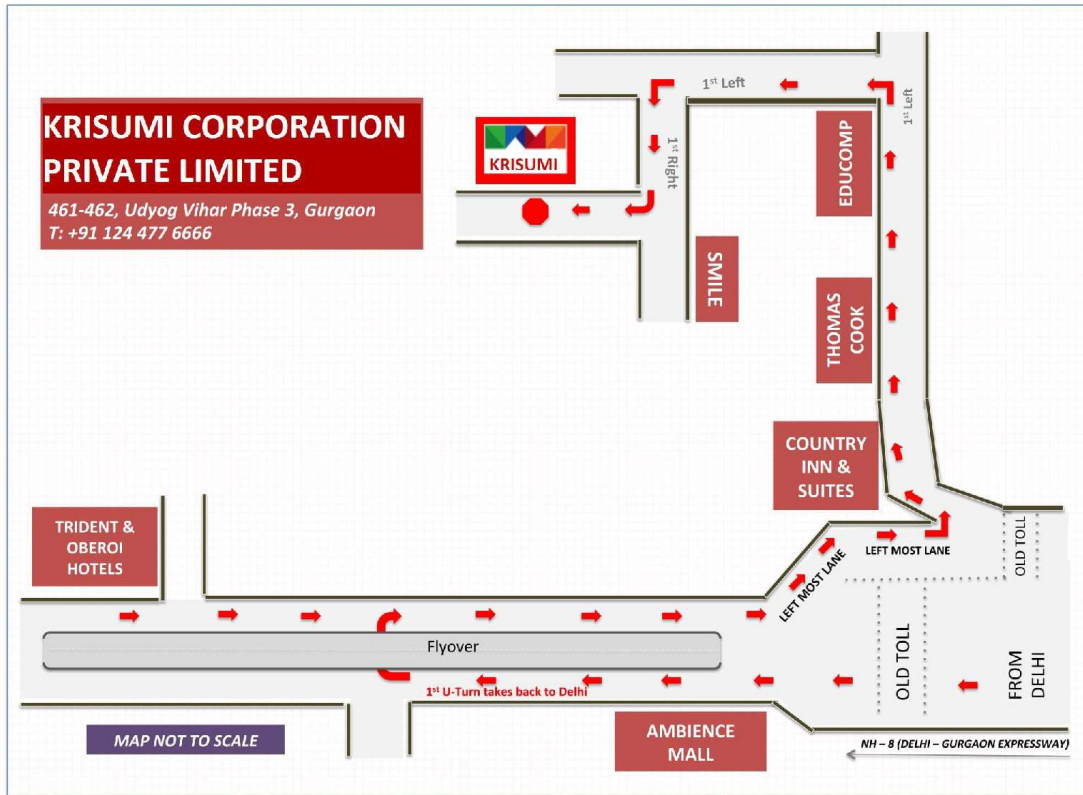 KRISUMI CORPORATION
PRIVATE LIMITED
461-462, Udyog Vihar Phase 3, Gurgaon
T: +91 124 477 6666
KRISUMI
1st Left
1st Left
1st Right
EDUCOMP
SMILE
THOMAS
COOK
COUNTRY
INN &
SUITES
TRIDENT &
OBEROI
HOTELS
LEFT MOST LANE
LEFT MOST LANE
OLD TOLL
OLD TOLL
FROM
DELHI
Flyover
1st U-Turn takes back to Delhi
AMBIENCE
MALL
MAP NOT TO SCALE
NH – 8 (DELHI – GURGAON EXPRESSWAY)